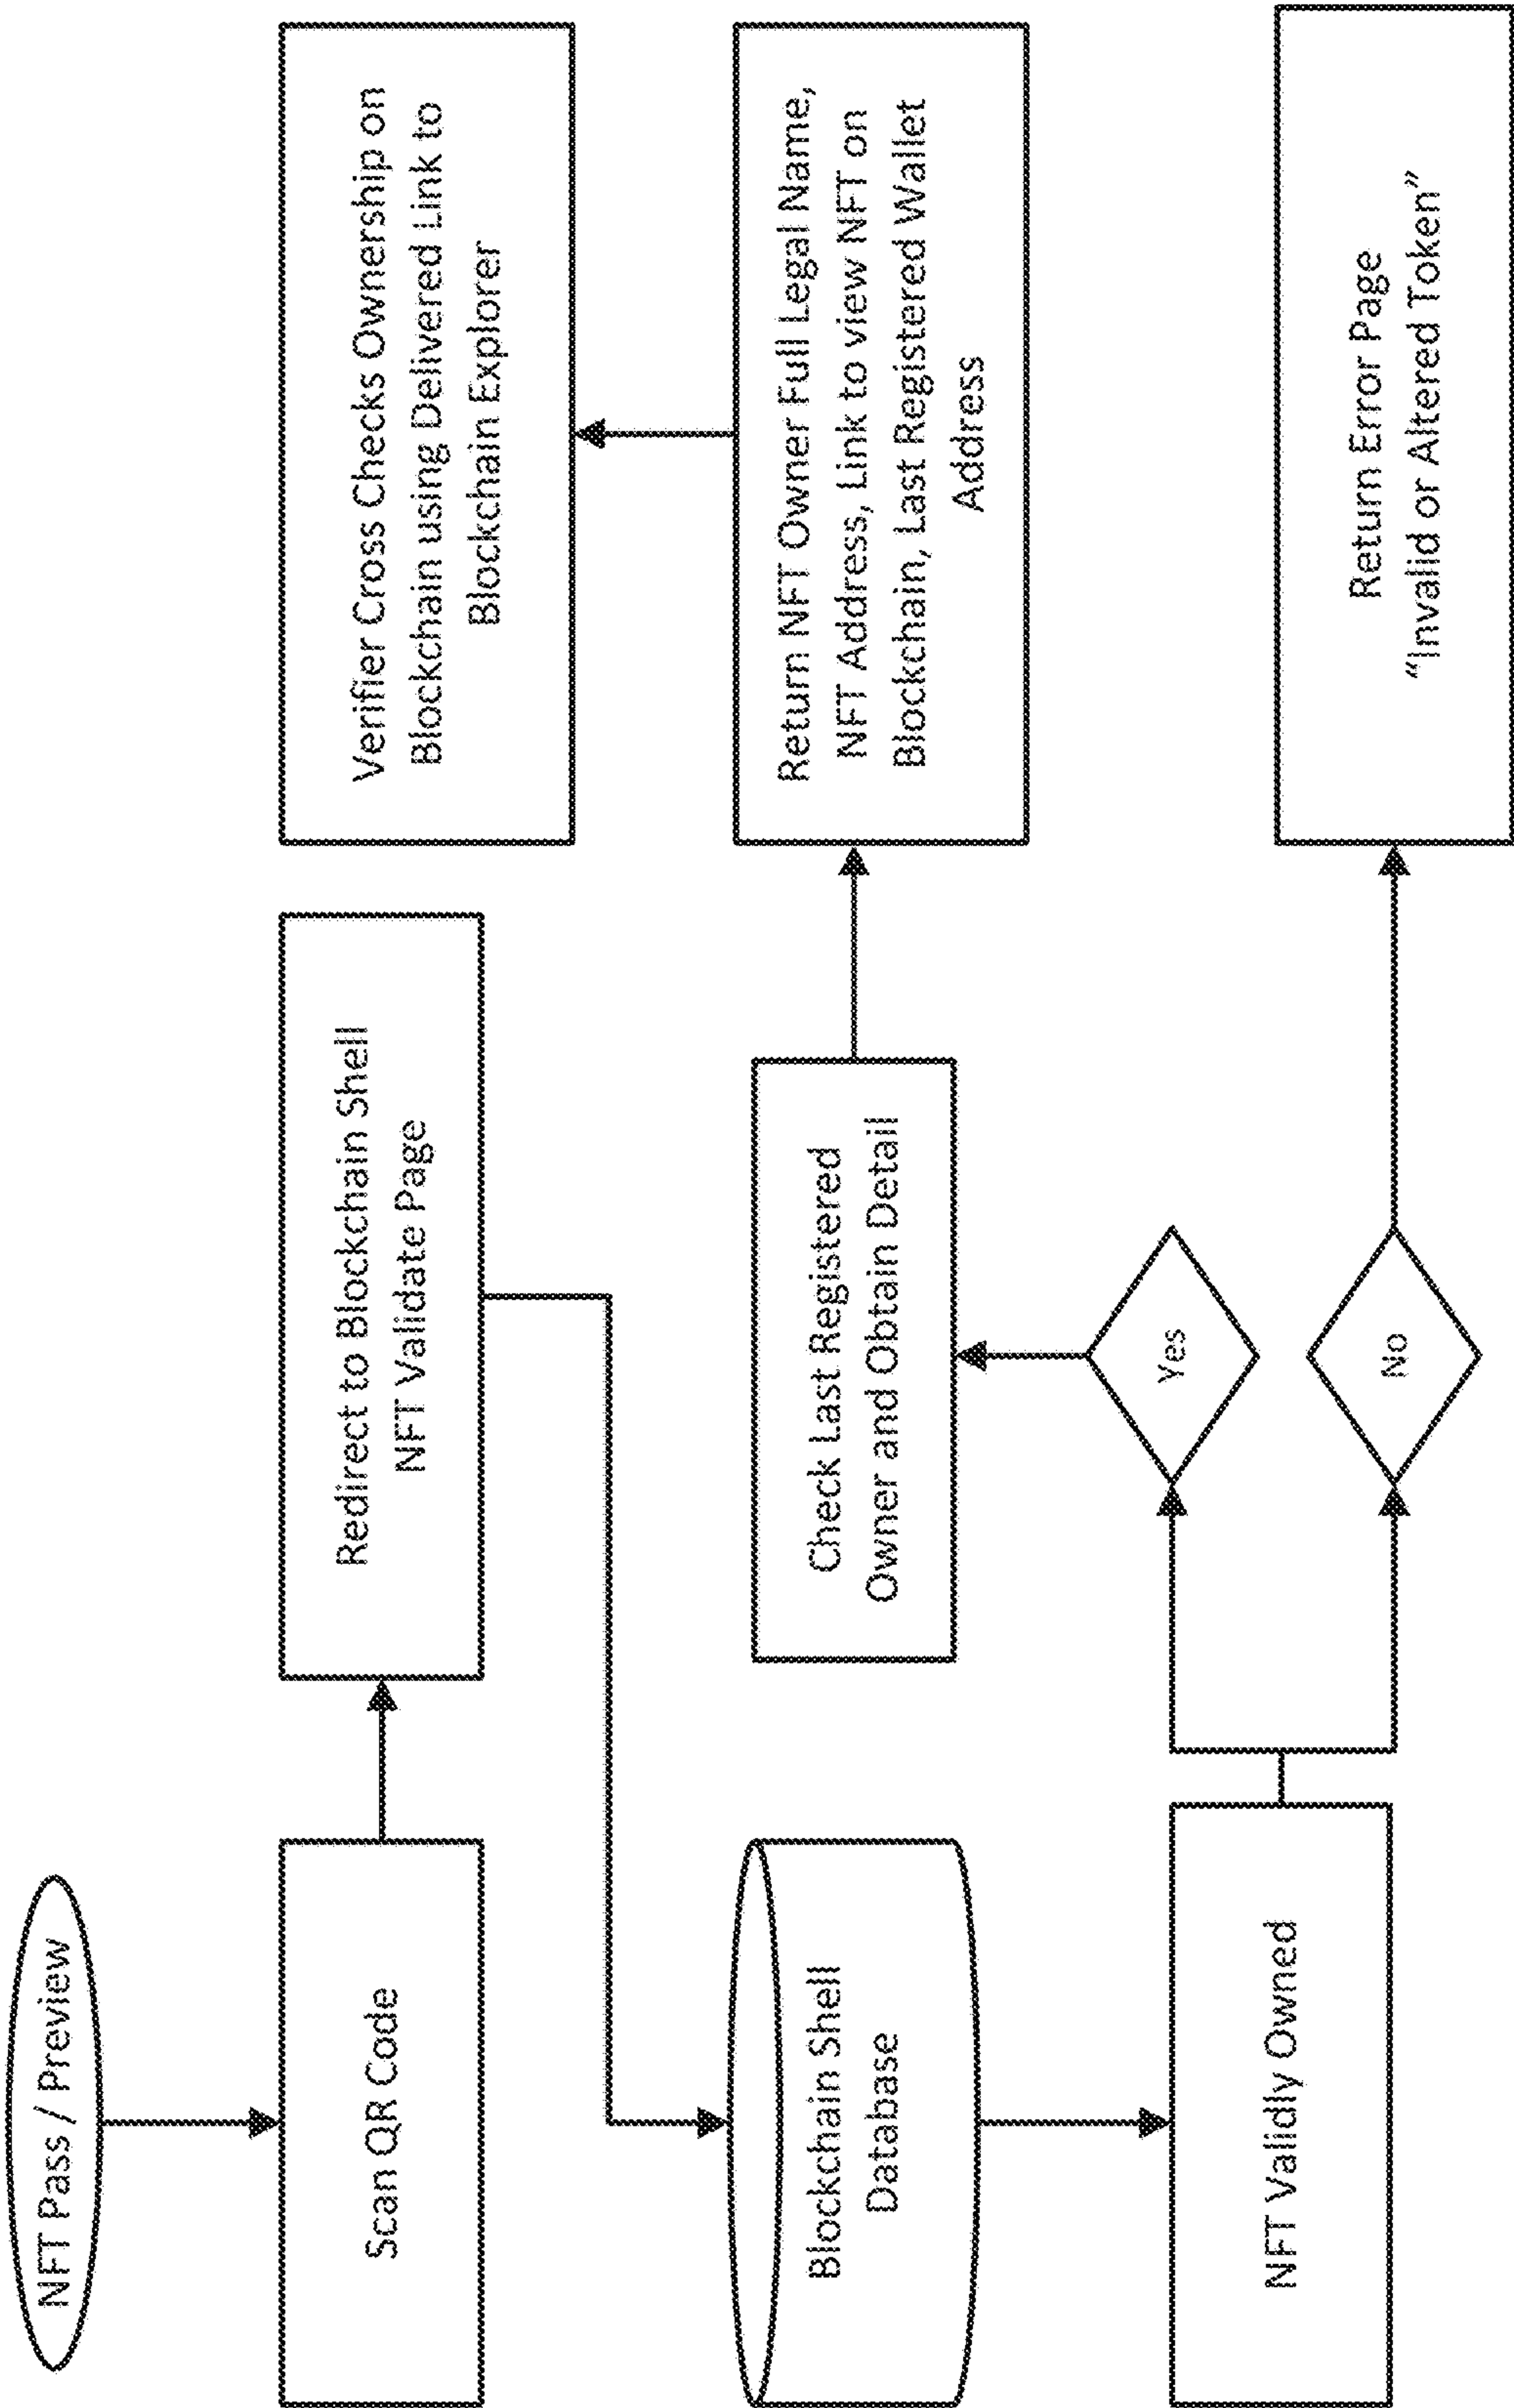 NFT Pass / Preview
Scan QR Code
Redirect to Blockchain Shell
NFT Validate Page
Verifier Cross Checks Ownership on
Blockchain using Delivered Link to
Blockchain Explorer
Blockchain Shell
Database
Check Last Registered
Owner and Obtain Detail
Return NFT Owner Full Legal Name,
NFT Address, Link to view NFT on
Blockchain, Last Registered Wallet
Address
NFT Validly Owned
Yes
No
Return Error Page
“Invalid or Altered Token”